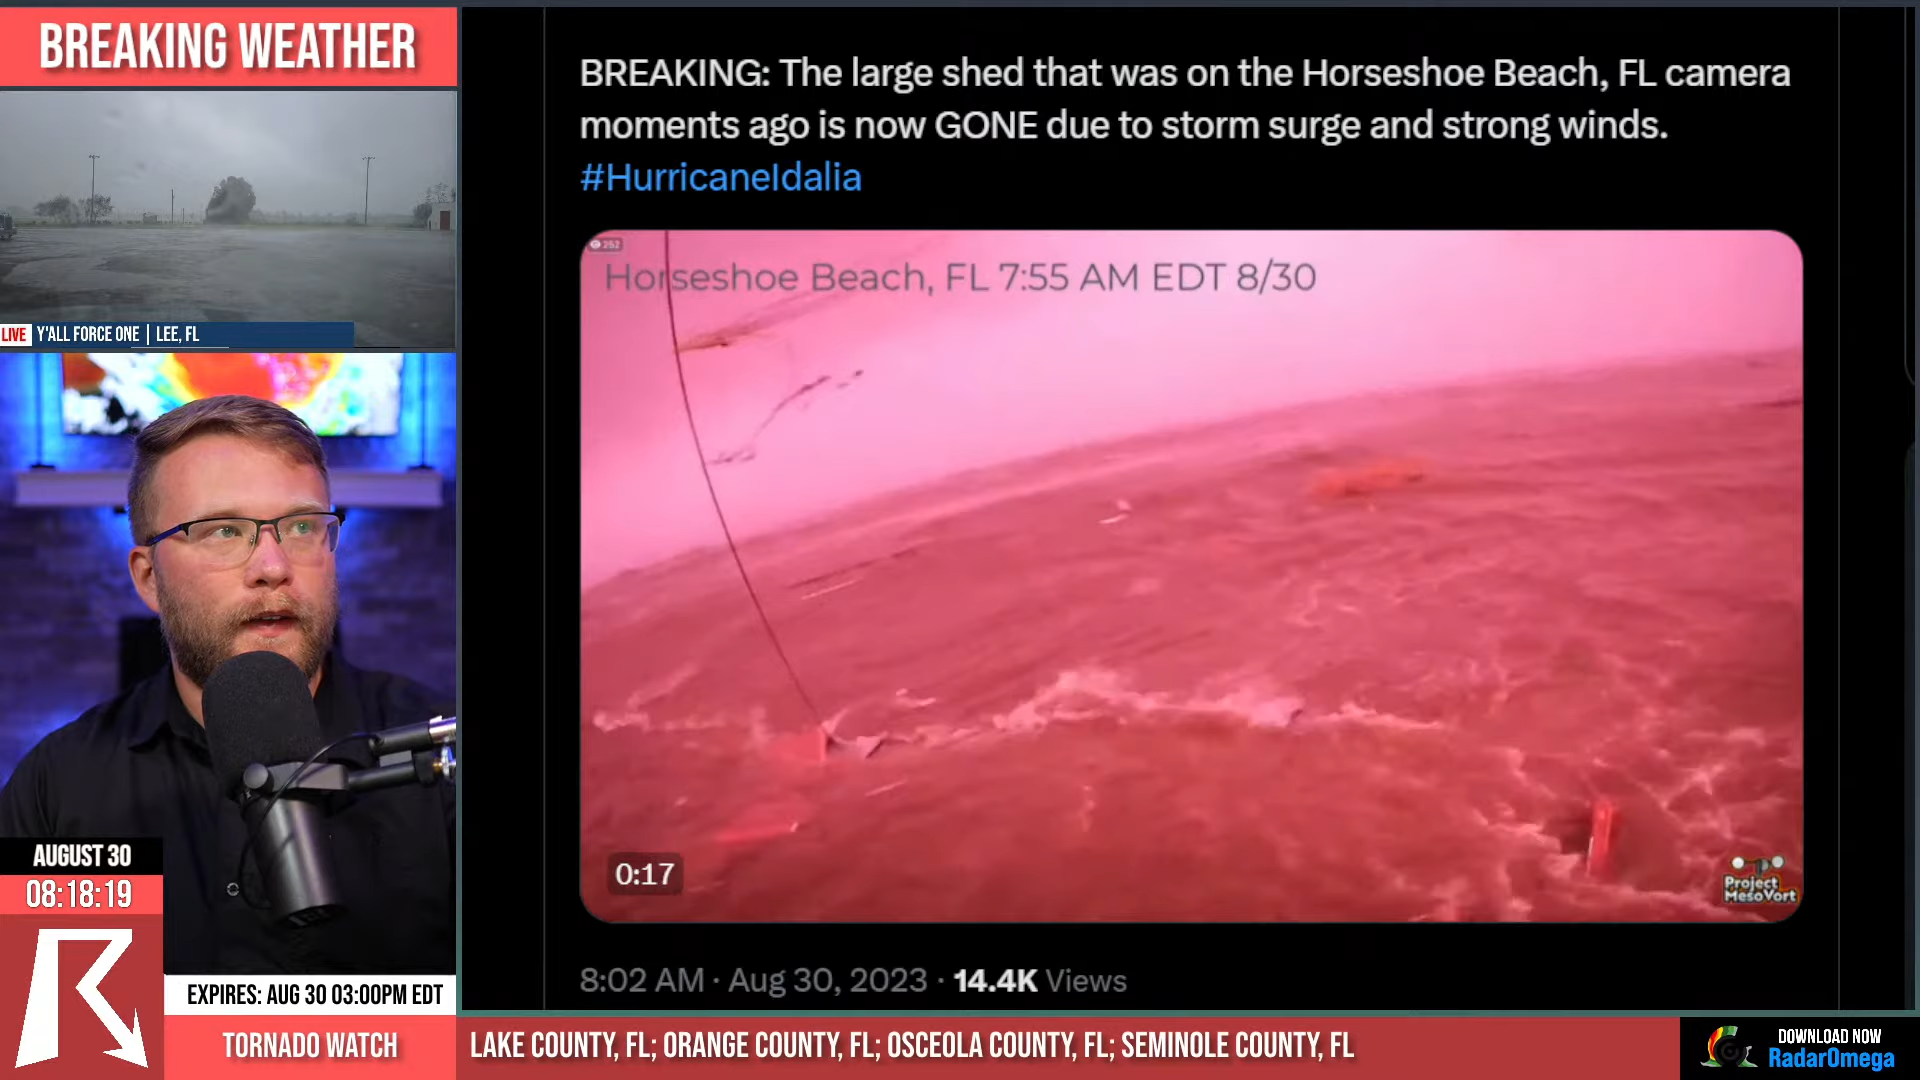 BREAKING WEATHER
LIVE Y'ALL FORCE ONE | LEE, FL
AUGUST 30
08:18:19
EXPIRES: AUG 30 03:00PM EDT
TORNADO WATCH
LAKE COUNTY, FL; ORANGE COUNTY, FL; OSCEOLA COUNTY, FL; SEMINOLE COUNTY, FL
DOWNLOAD NOW
RadarOmega
BREAKING: The large shed that was on the Horseshoe Beach, FL camera
moments ago is now GONE due to storm surge and strong winds.
#HurricaneIdalia
252
Horseshoe Beach, FL 7:55 AM EDT 8/30
0:17
Project
MesoVort
8:02 AM · Aug 30, 2023 · 14.4K Views